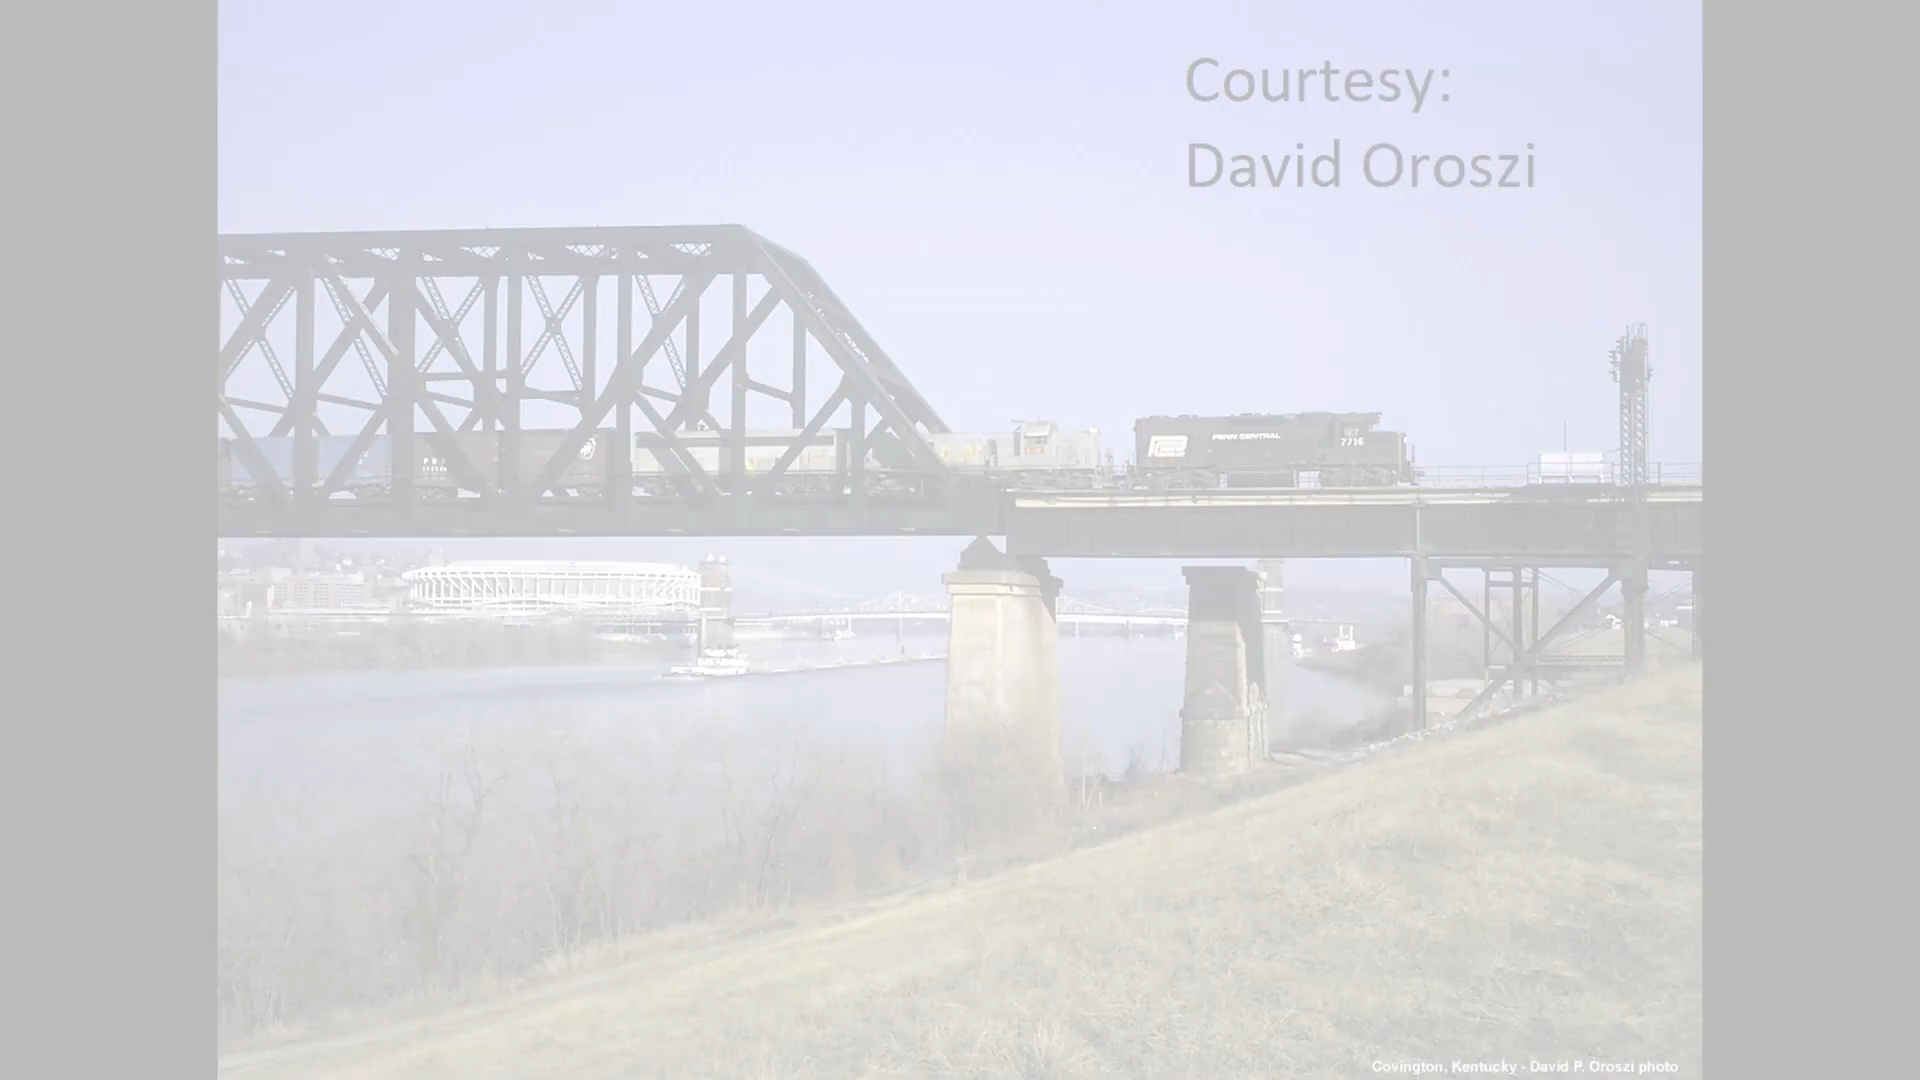 Courtesy:
David Oroszi
PENN CENTRAL
7716
Covington, Kentucky - David P. Oroszi photo